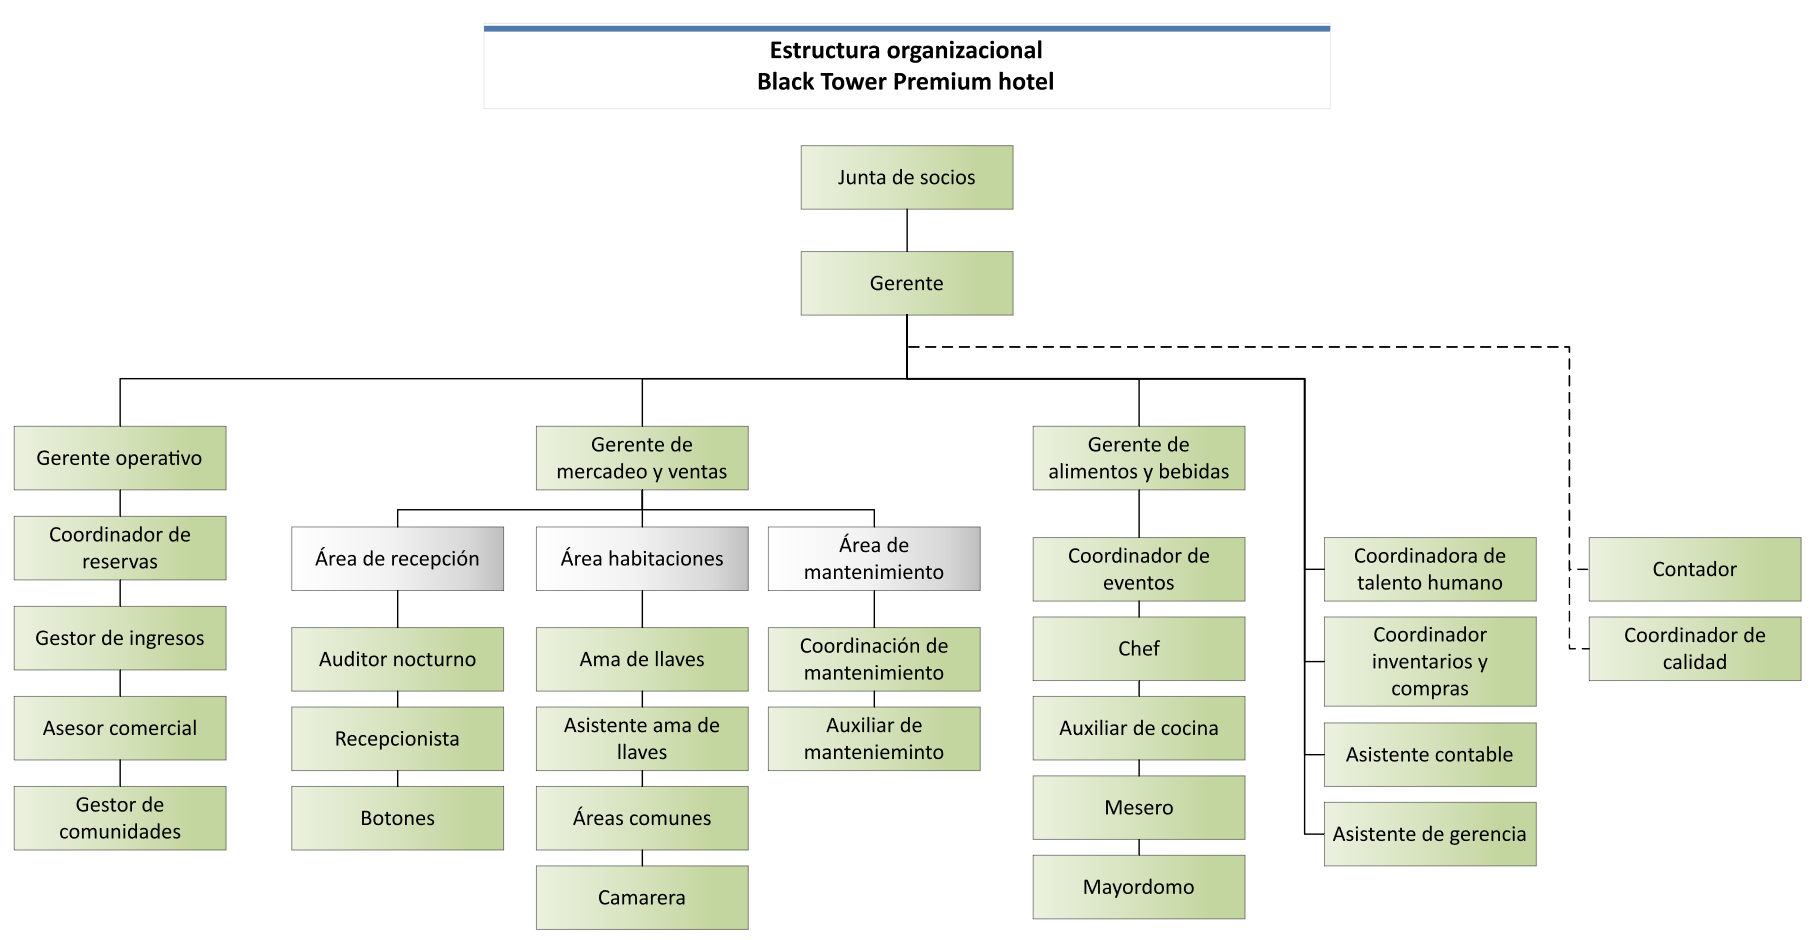 Estructura organizacional
Black Tower Premium hotel
Junta de socios
Gerente
Gerente operativo
Coordinador de
reservas
Gestor de ingresos
Asesor comercial
Gestor de
comunidades
Gerente de
mercadeo y ventas
Área de recepción
Auditor nocturno
Recepcionista
Botones
Área habitaciones
Ama de llaves
Asistente ama de
llaves
Áreas comunes
Camarera
Área de
mantenimiento
Coordinación de
mantenimiento
Auxiliar de
mantenieminto
Gerente de
alimentos y bebidas
Coordinador de
eventos
Chef
Auxiliar de cocina
Mesero
Mayordomo
Coordinadora de
talento humano
Coordinador
inventarios y
compras
Asistente contable
Asistente de gerencia
Contador
Coordinador de
calidad